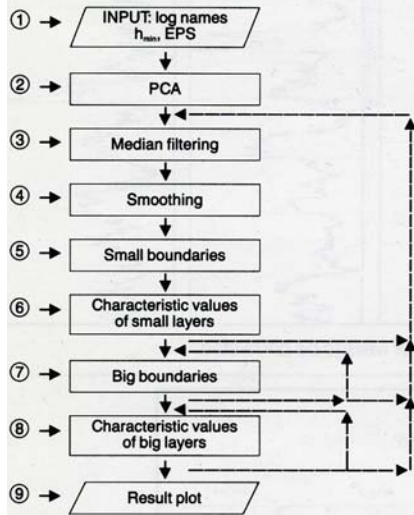 ① INPUT: log names
hmin, EPS
② PCA
③ Median filtering
④ Smoothing
⑤ Small boundaries
⑥ Characteristic values
of small layers
⑦ Big boundaries
⑧ Characteristic values
of big layers
⑨ Result plot